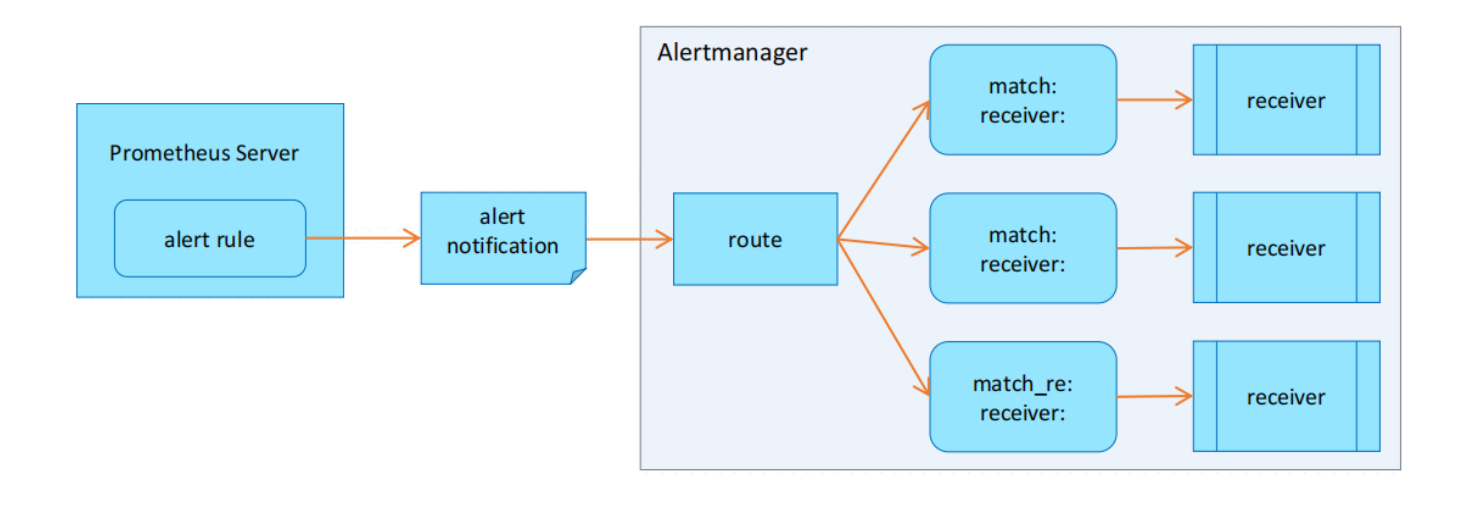 Alertmanager
Prometheus Server
alert rule
alert
notification
route
match:
receiver:
receiver
match:
receiver:
receiver
match_re:
receiver:
receiver